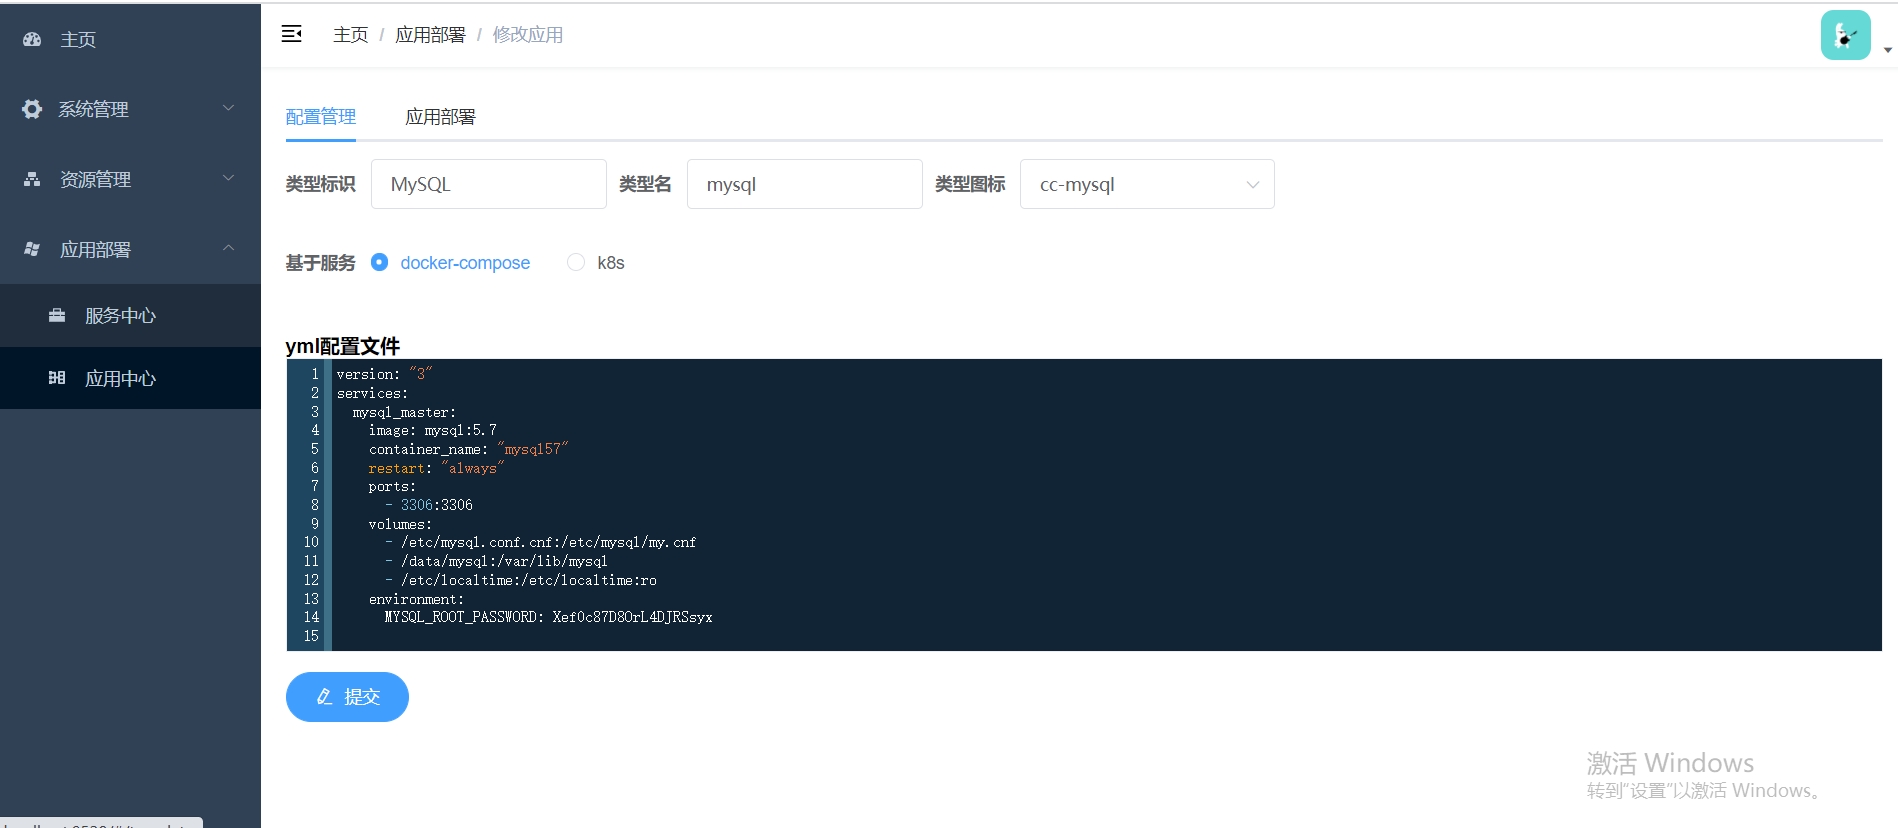 主页
系统管理
资源管理
应用部署
服务中心
应用中心
主页 / 应用部署 / 修改应用
配置管理 应用部署
类型标识 MySQL 类型名 mysql 类型图标 cc-mysql
基于服务 docker-compose k8s
yml配置文件
1 version: "3"
2 services:
3 mysql_master:
4 image: mysql:5.7
5 container_name: "mysql57"
6 restart: "always"
7 ports:
8 - 3306:3306
9 volumes:
10 - /etc/mysql.conf.cnf:/etc/mysql/my.cnf
11 - /data/mysql:/var/lib/mysql
12 - /etc/localtime:/etc/localtime:ro
13 environment:
14 MYSQL_ROOT_PASSWORD: Xef0c87D8OrL4DJRSsyx
15
提交
激活 Windows
转到"设置"以激活 Windows。